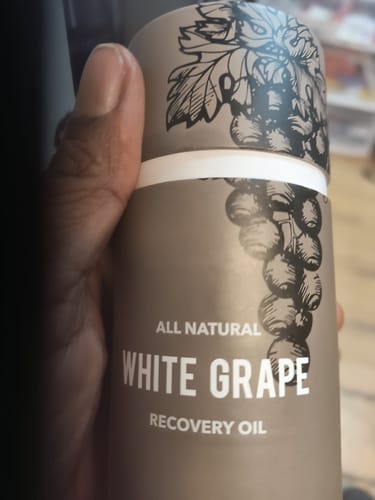 ALL NATURAL
WHITE GRAPE
RECOVERY OIL